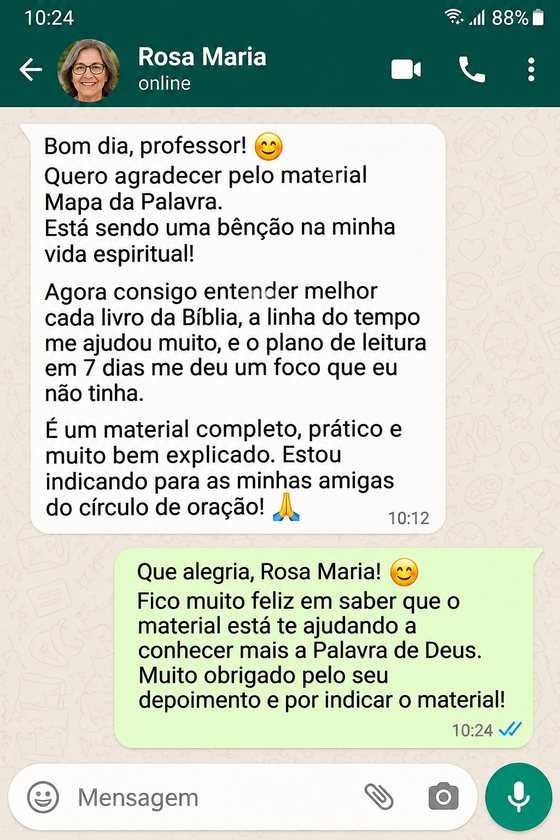 10:24
88%
Rosa Maria
online
Bom dia, professor! 😊
Quero agradecer pelo material
Mapa da Palavra.
Está sendo uma bênção na minha
vida espiritual!
Agora consigo entender melhor
cada livro da Bíblia, a linha do tempo
me ajudou muito, e o plano de leitura
em 7 dias me deu um foco que eu
não tinha.
É um material completo, prático e
muito bem explicado. Estou
indicando para as minhas amigas
do círculo de oração! 🙏
10:12
Que alegria, Rosa Maria! 😊
Fico muito feliz em saber que o
material está te ajudando a
conhecer mais a Palavra de Deus.
Muito obrigado pelo seu
depoimento e por indicar o material!
10:24
Mensagem